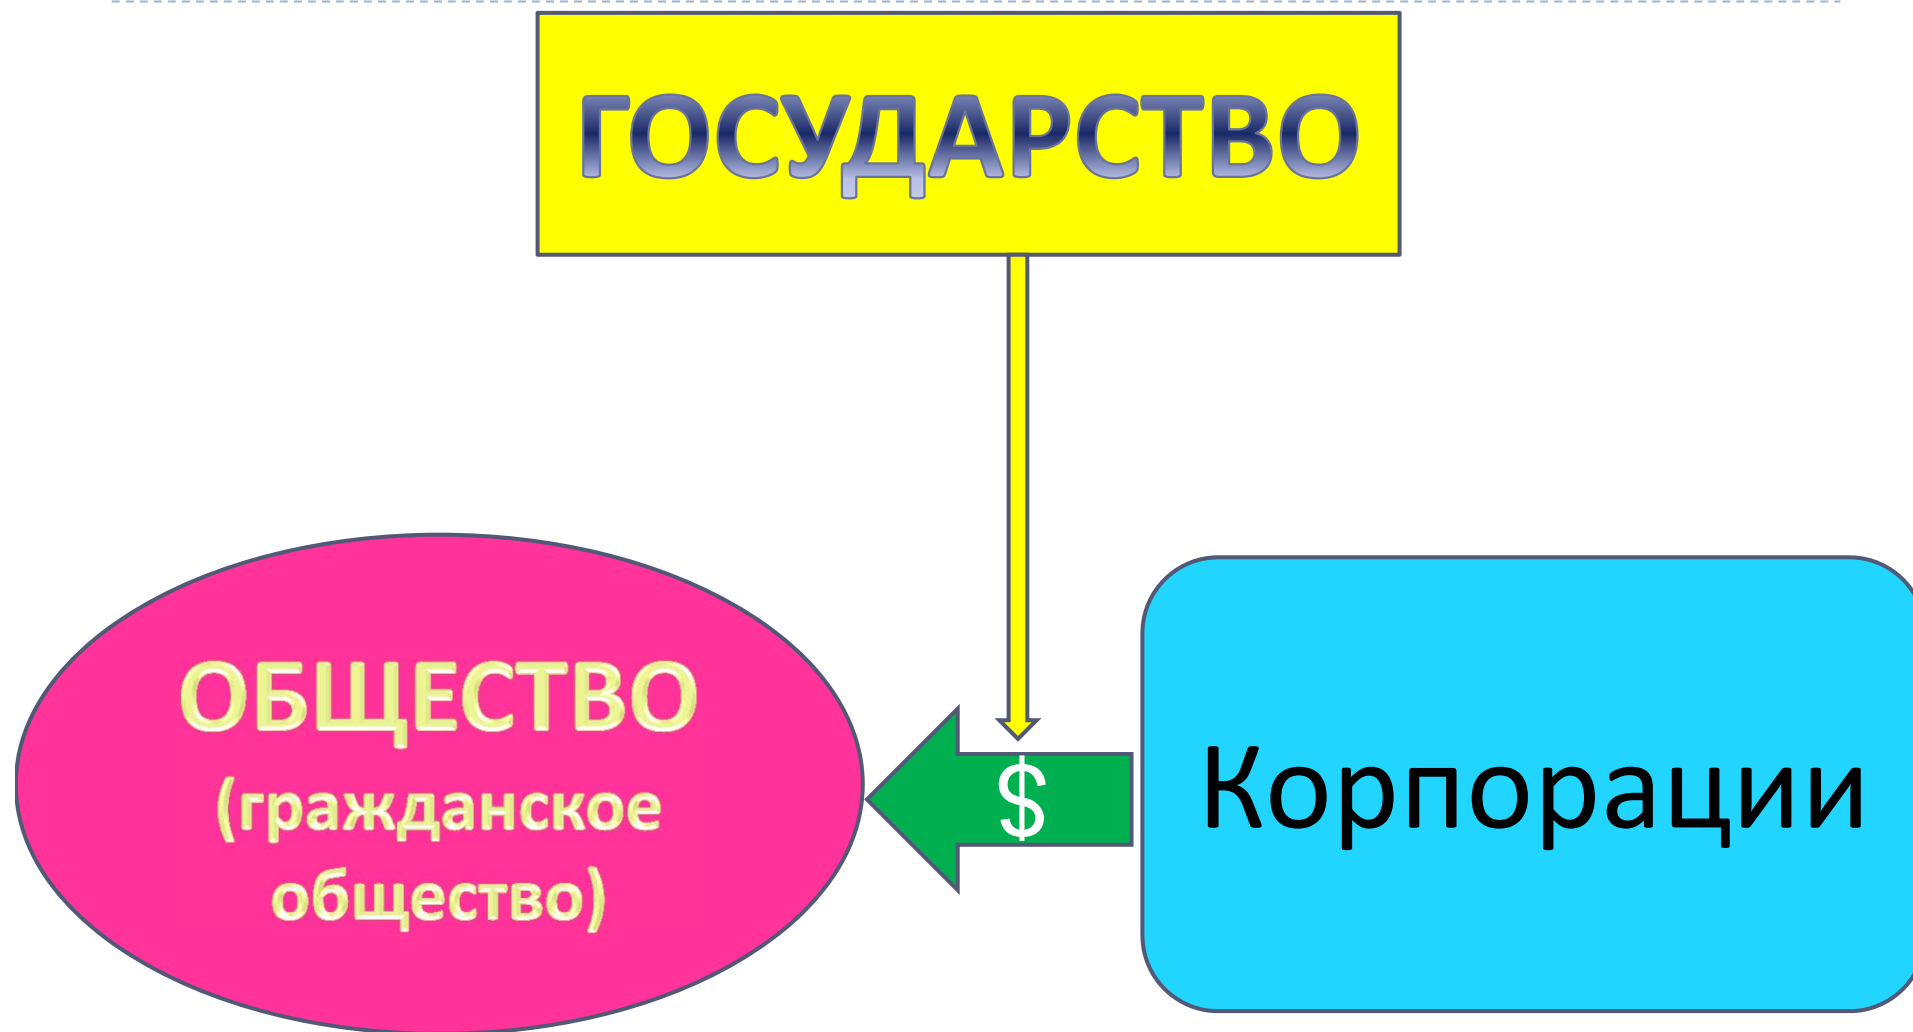 ГОСУДАРСТВО
ОБЩЕСТВО
(гражданское
общество)
$
Корпорации